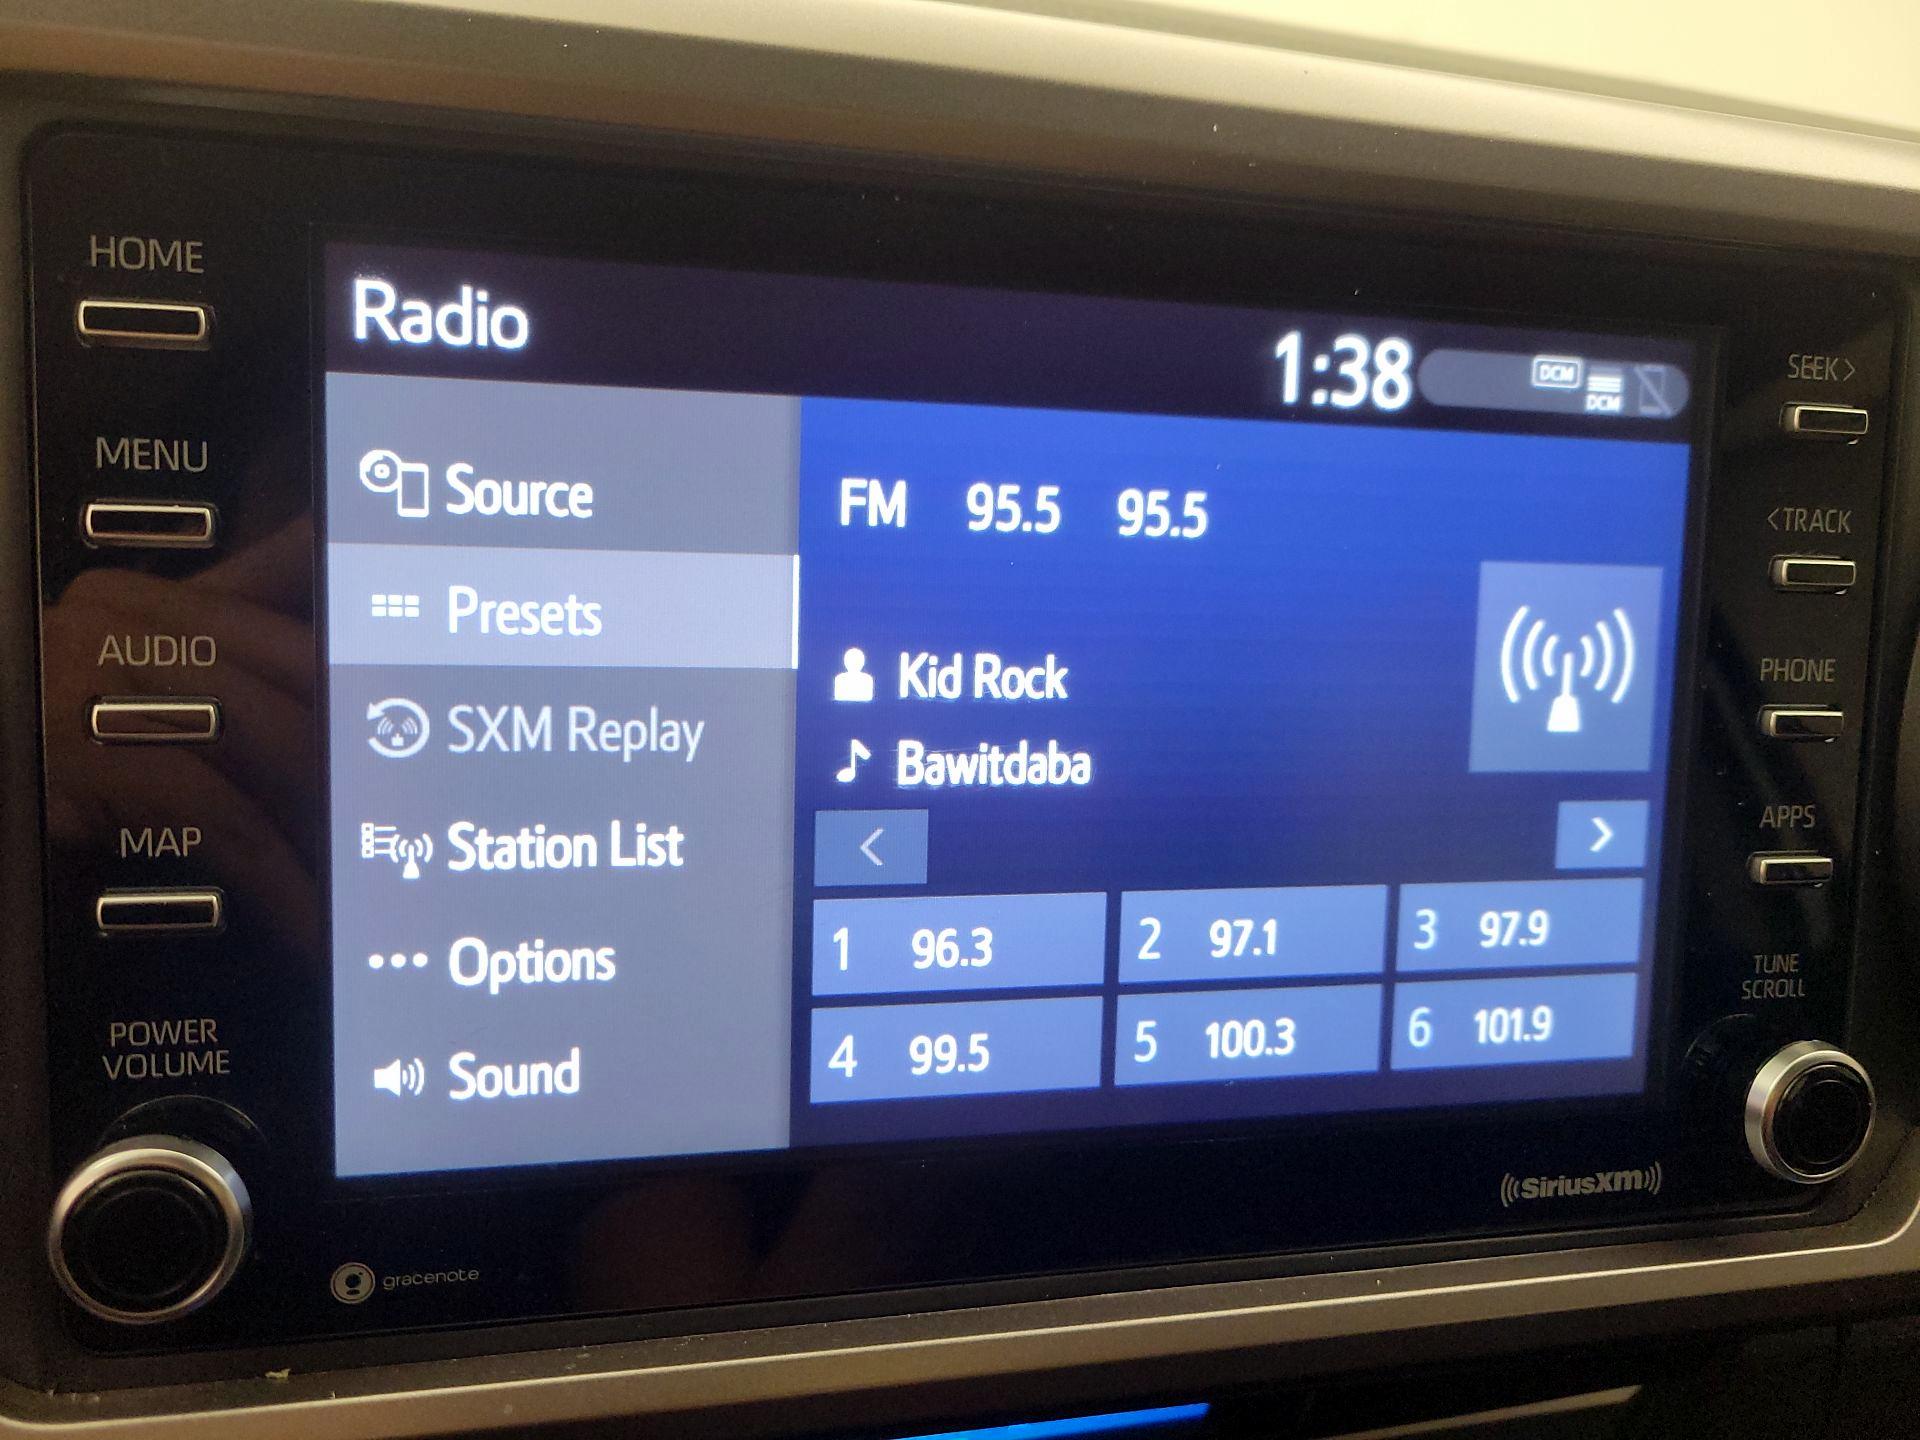 HOME
MENU
AUDIO
MAP
POWER
VOLUME
Radio
1:38
DCM
DCM
Source
Presets
SXM Replay
Station List
Options
Sound
FM 95.5 95.5
Kid Rock
Bawitdaba
<
>
1 96.3 2 97.1 3 97.9
4 99.5 5 100.3 6 101.9
SEEK >
< TRACK
PHONE
APPS
TUNE
SCROLL
gracenote
((SiriusXM))